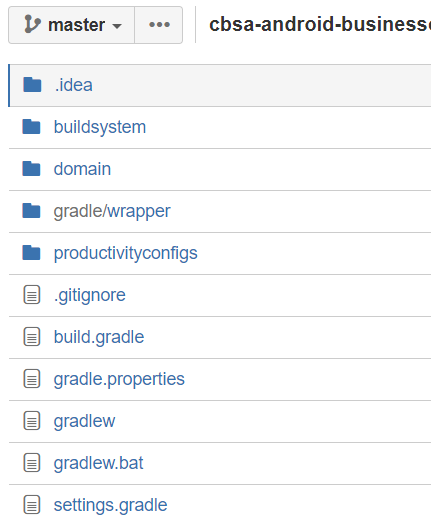 master ••• cbsa-android-business
.idea
buildsystem
domain
gradle/wrapper
productivityconfigs
.gitignore
build.gradle
gradle.properties
gradlew
gradlew.bat
settings.gradle